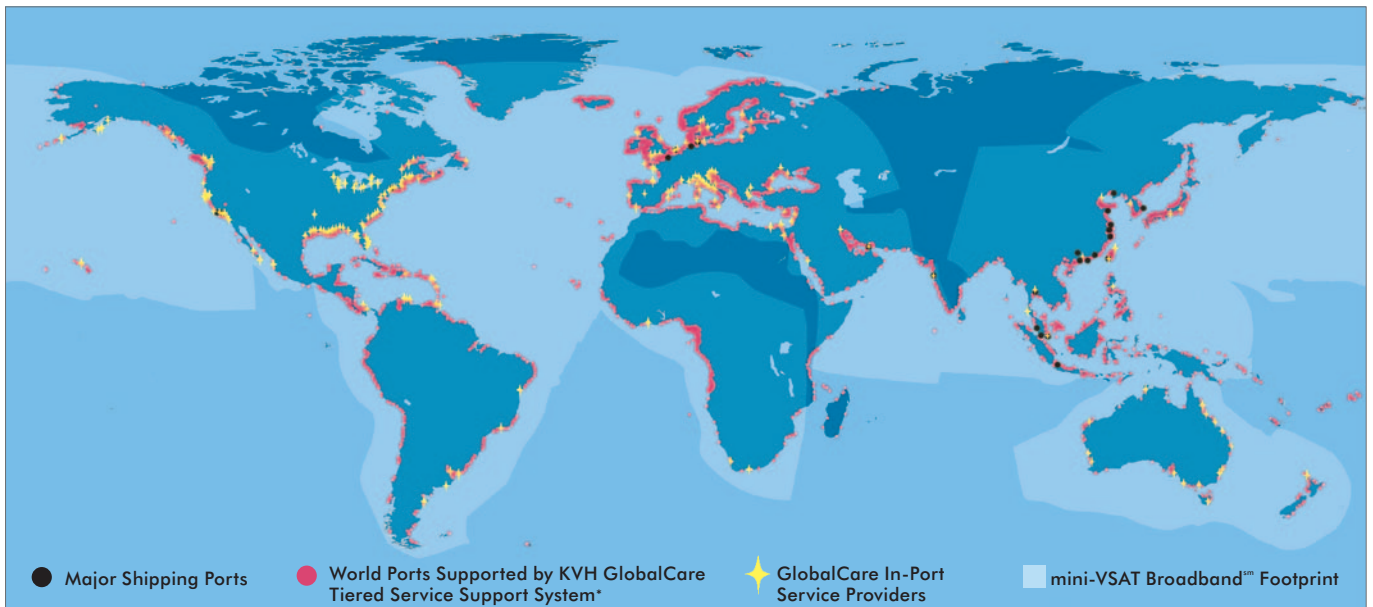 Major Shipping Ports
World Ports Supported by KVH GlobalCare
Tiered Service Support System*
GlobalCare In-Port
Service Providers
mini-VSAT Broadband℠ Footprint